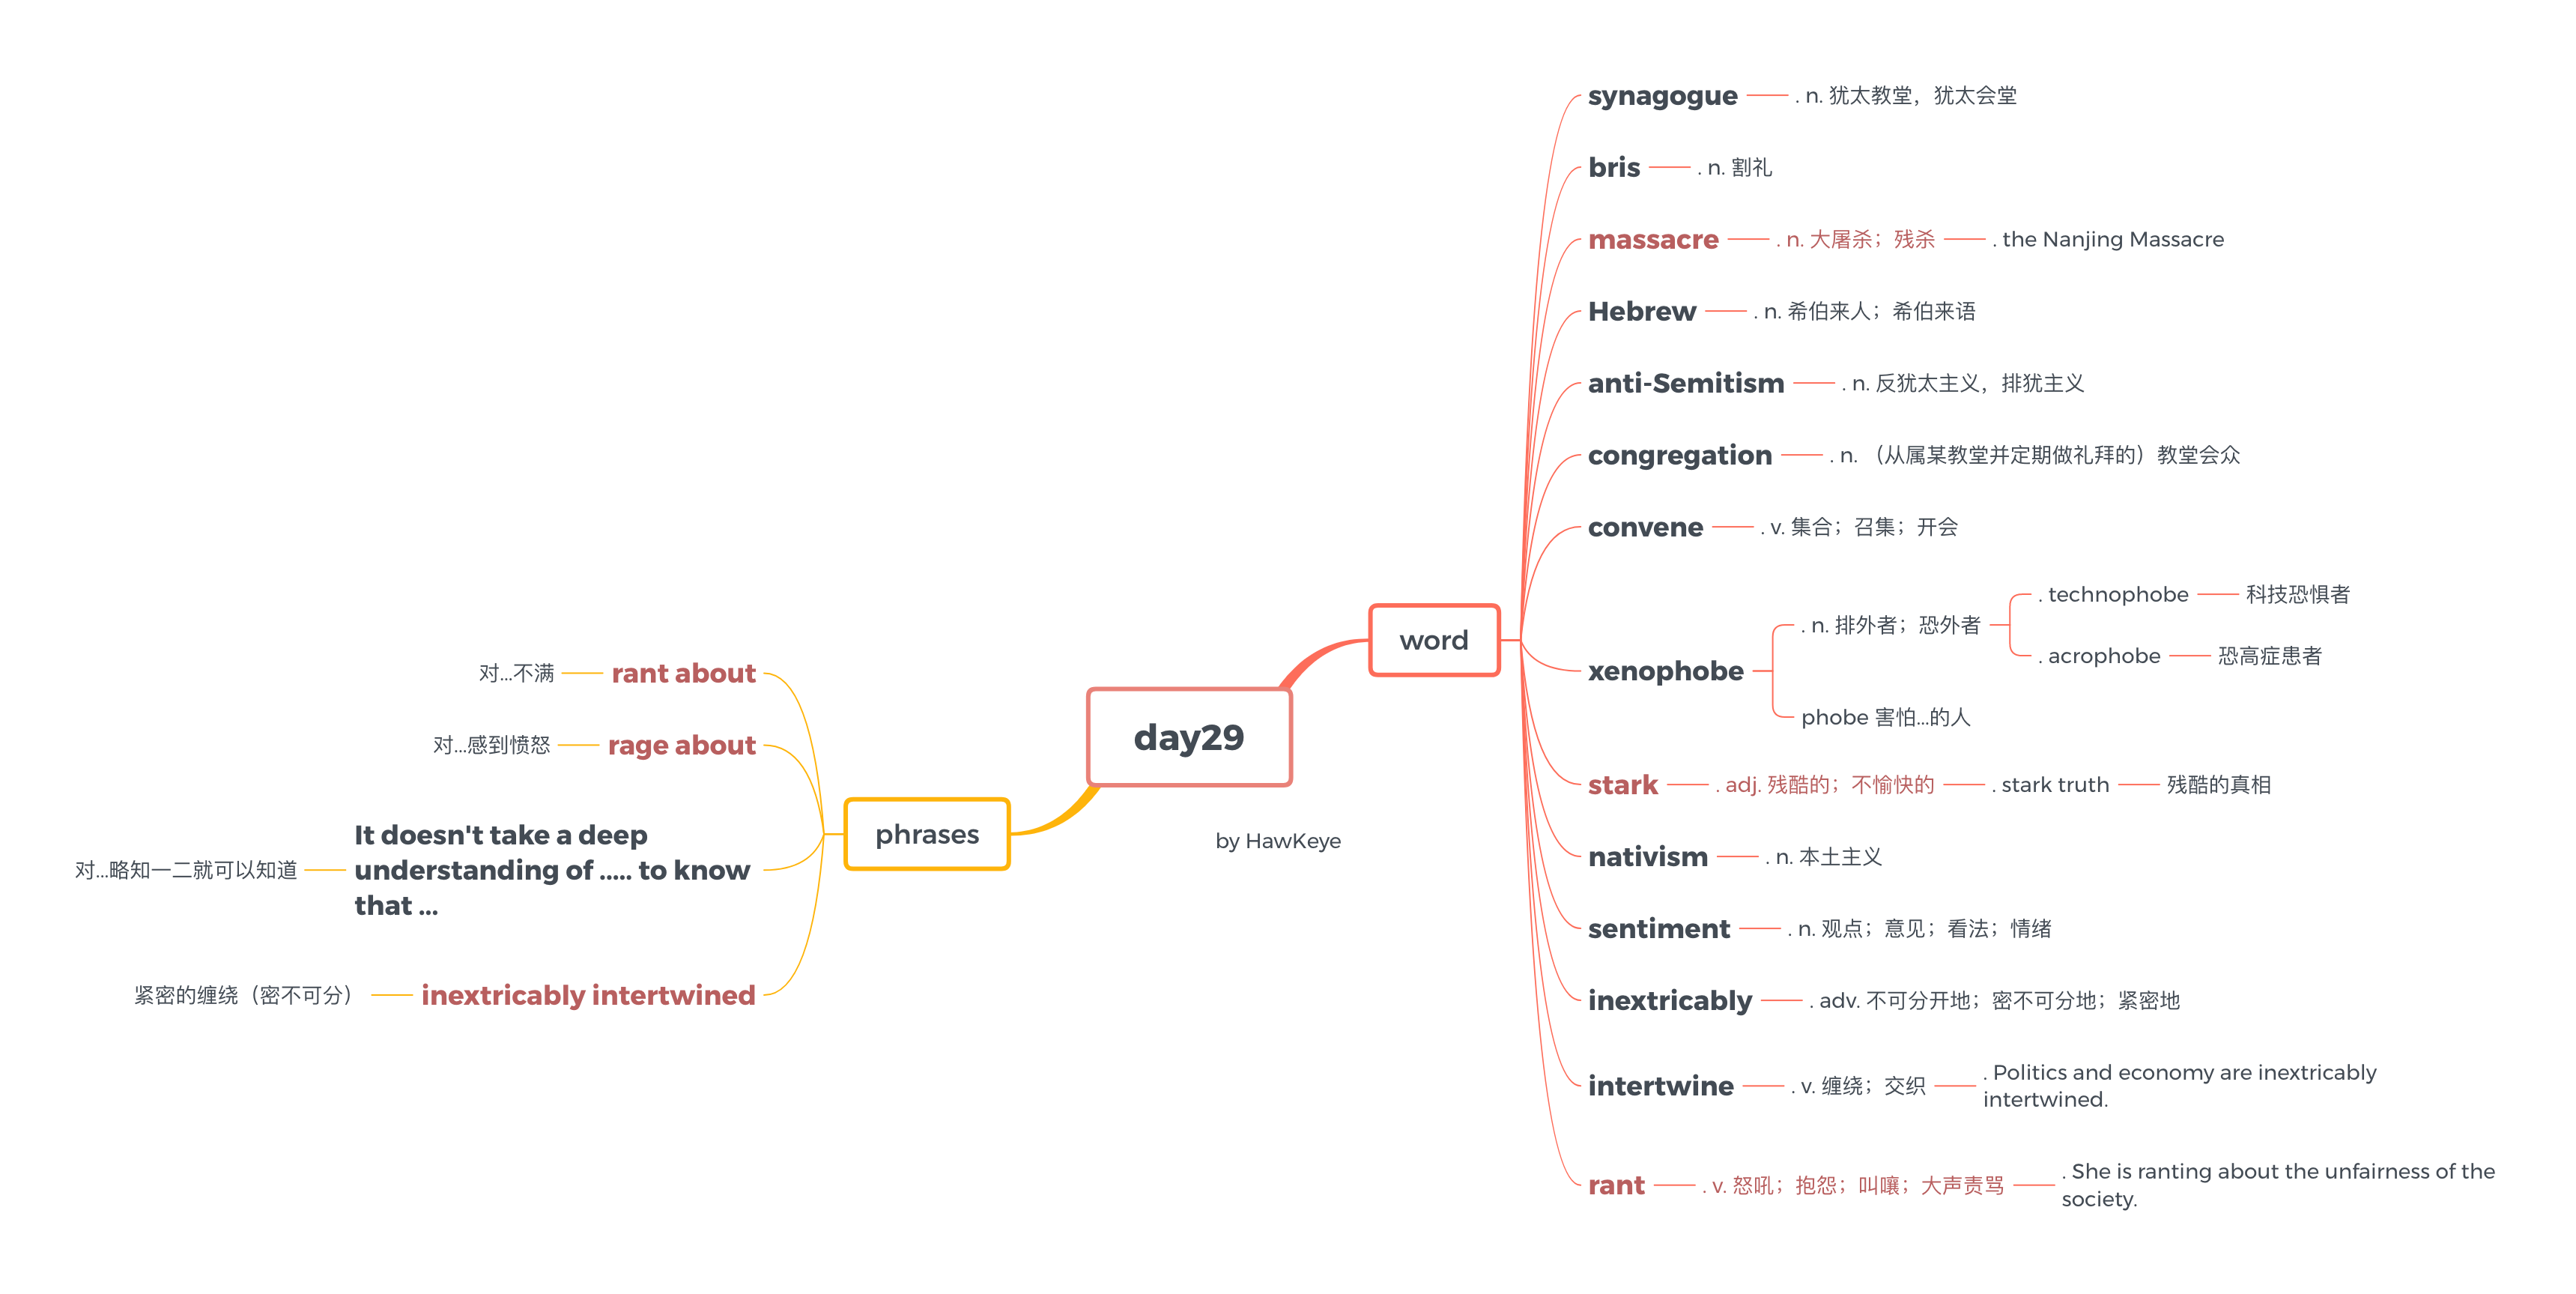 day29
by HawKeye
word
synagogue . n. 犹太教堂，犹太会堂
bris . n. 割礼
massacre . n. 大屠杀；残杀 . the Nanjing Massacre
Hebrew . n. 希伯来人；希伯来语
anti-Semitism . n. 反犹太主义，排犹主义
congregation . n. （从属某教堂并定期做礼拜的）教堂会众
convene . v. 集合；召集；开会
xenophobe
. n. 排外者；恐外者
. technophobe 科技恐惧者
. acrophobe 恐高症患者
phobe 害怕...的人
stark . adj. 残酷的；不愉快的 . stark truth 残酷的真相
nativism . n. 本土主义
sentiment . n. 观点；意见；看法；情绪
inextricably . adv. 不可分开地；密不可分地；紧密地
intertwine . v. 缠绕；交织 . Politics and economy are inextricably
intertwined.
rant . v. 怒吼；抱怨；叫嚷；大声责骂 . She is ranting about the unfairness of the
society.
phrases
rant about 对...不满
rage about 对...感到愤怒
It doesn't take a deep
understanding of ..... to know
that ...
对...略知一二就可以知道
inextricably intertwined 紧密的缠绕（密不可分）